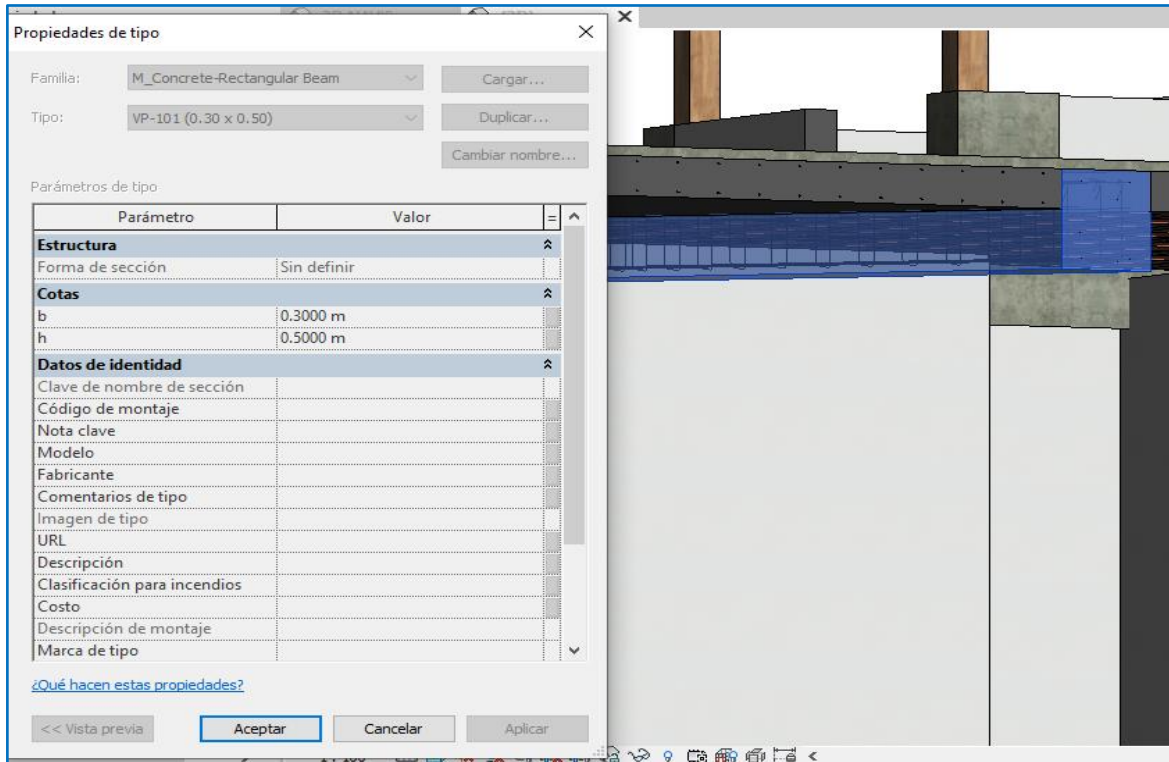 Propiedades de tipo
Familia: M_Concrete-Rectangular Beam Cargar...
Tipo: VP-101 (0.30 x 0.50) Duplicar...
Cambiar nombre...
Parámetros de tipo
Parámetro Valor =
Estructura
Forma de sección Sin definir
Cotas
b 0.3000 m
h 0.5000 m
Datos de identidad
Clave de nombre de sección
Código de montaje
Nota clave
Modelo
Fabricante
Comentarios de tipo
Imagen de tipo
URL
Descripción
Clasificación para incendios
Costo
Descripción de montaje
Marca de tipo
¿Qué hacen estas propiedades?
<< Vista previa Aceptar Cancelar Aplicar